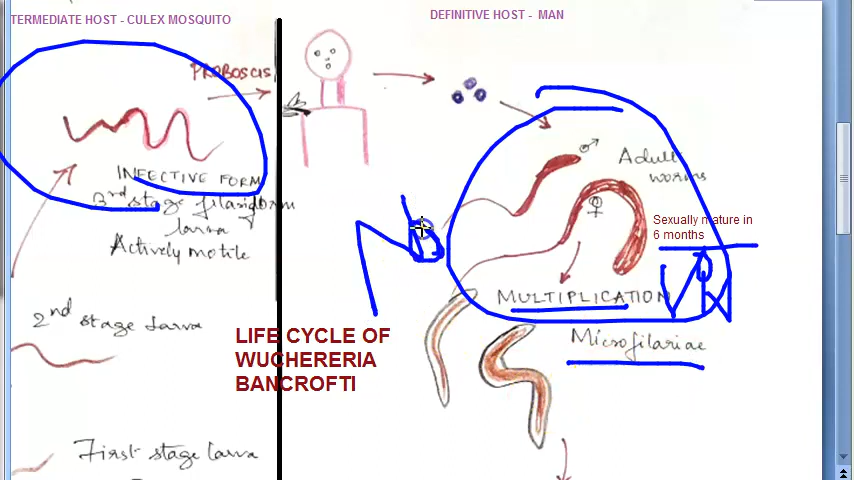 TERMEDIATE HOST - CULEX MOSQUITO
DEFINITIVE HOST - MAN
PROBOSCIS
INFECTIVE FORM
3rd stage filariform
larva
Actively motile
2nd stage larva
First stage larva
Adult
worms
Sexually mature in
6 months
MULTIPLICATION
Microfilariae
LIFE CYCLE OF
WUCHERERIA
BANCROFTI